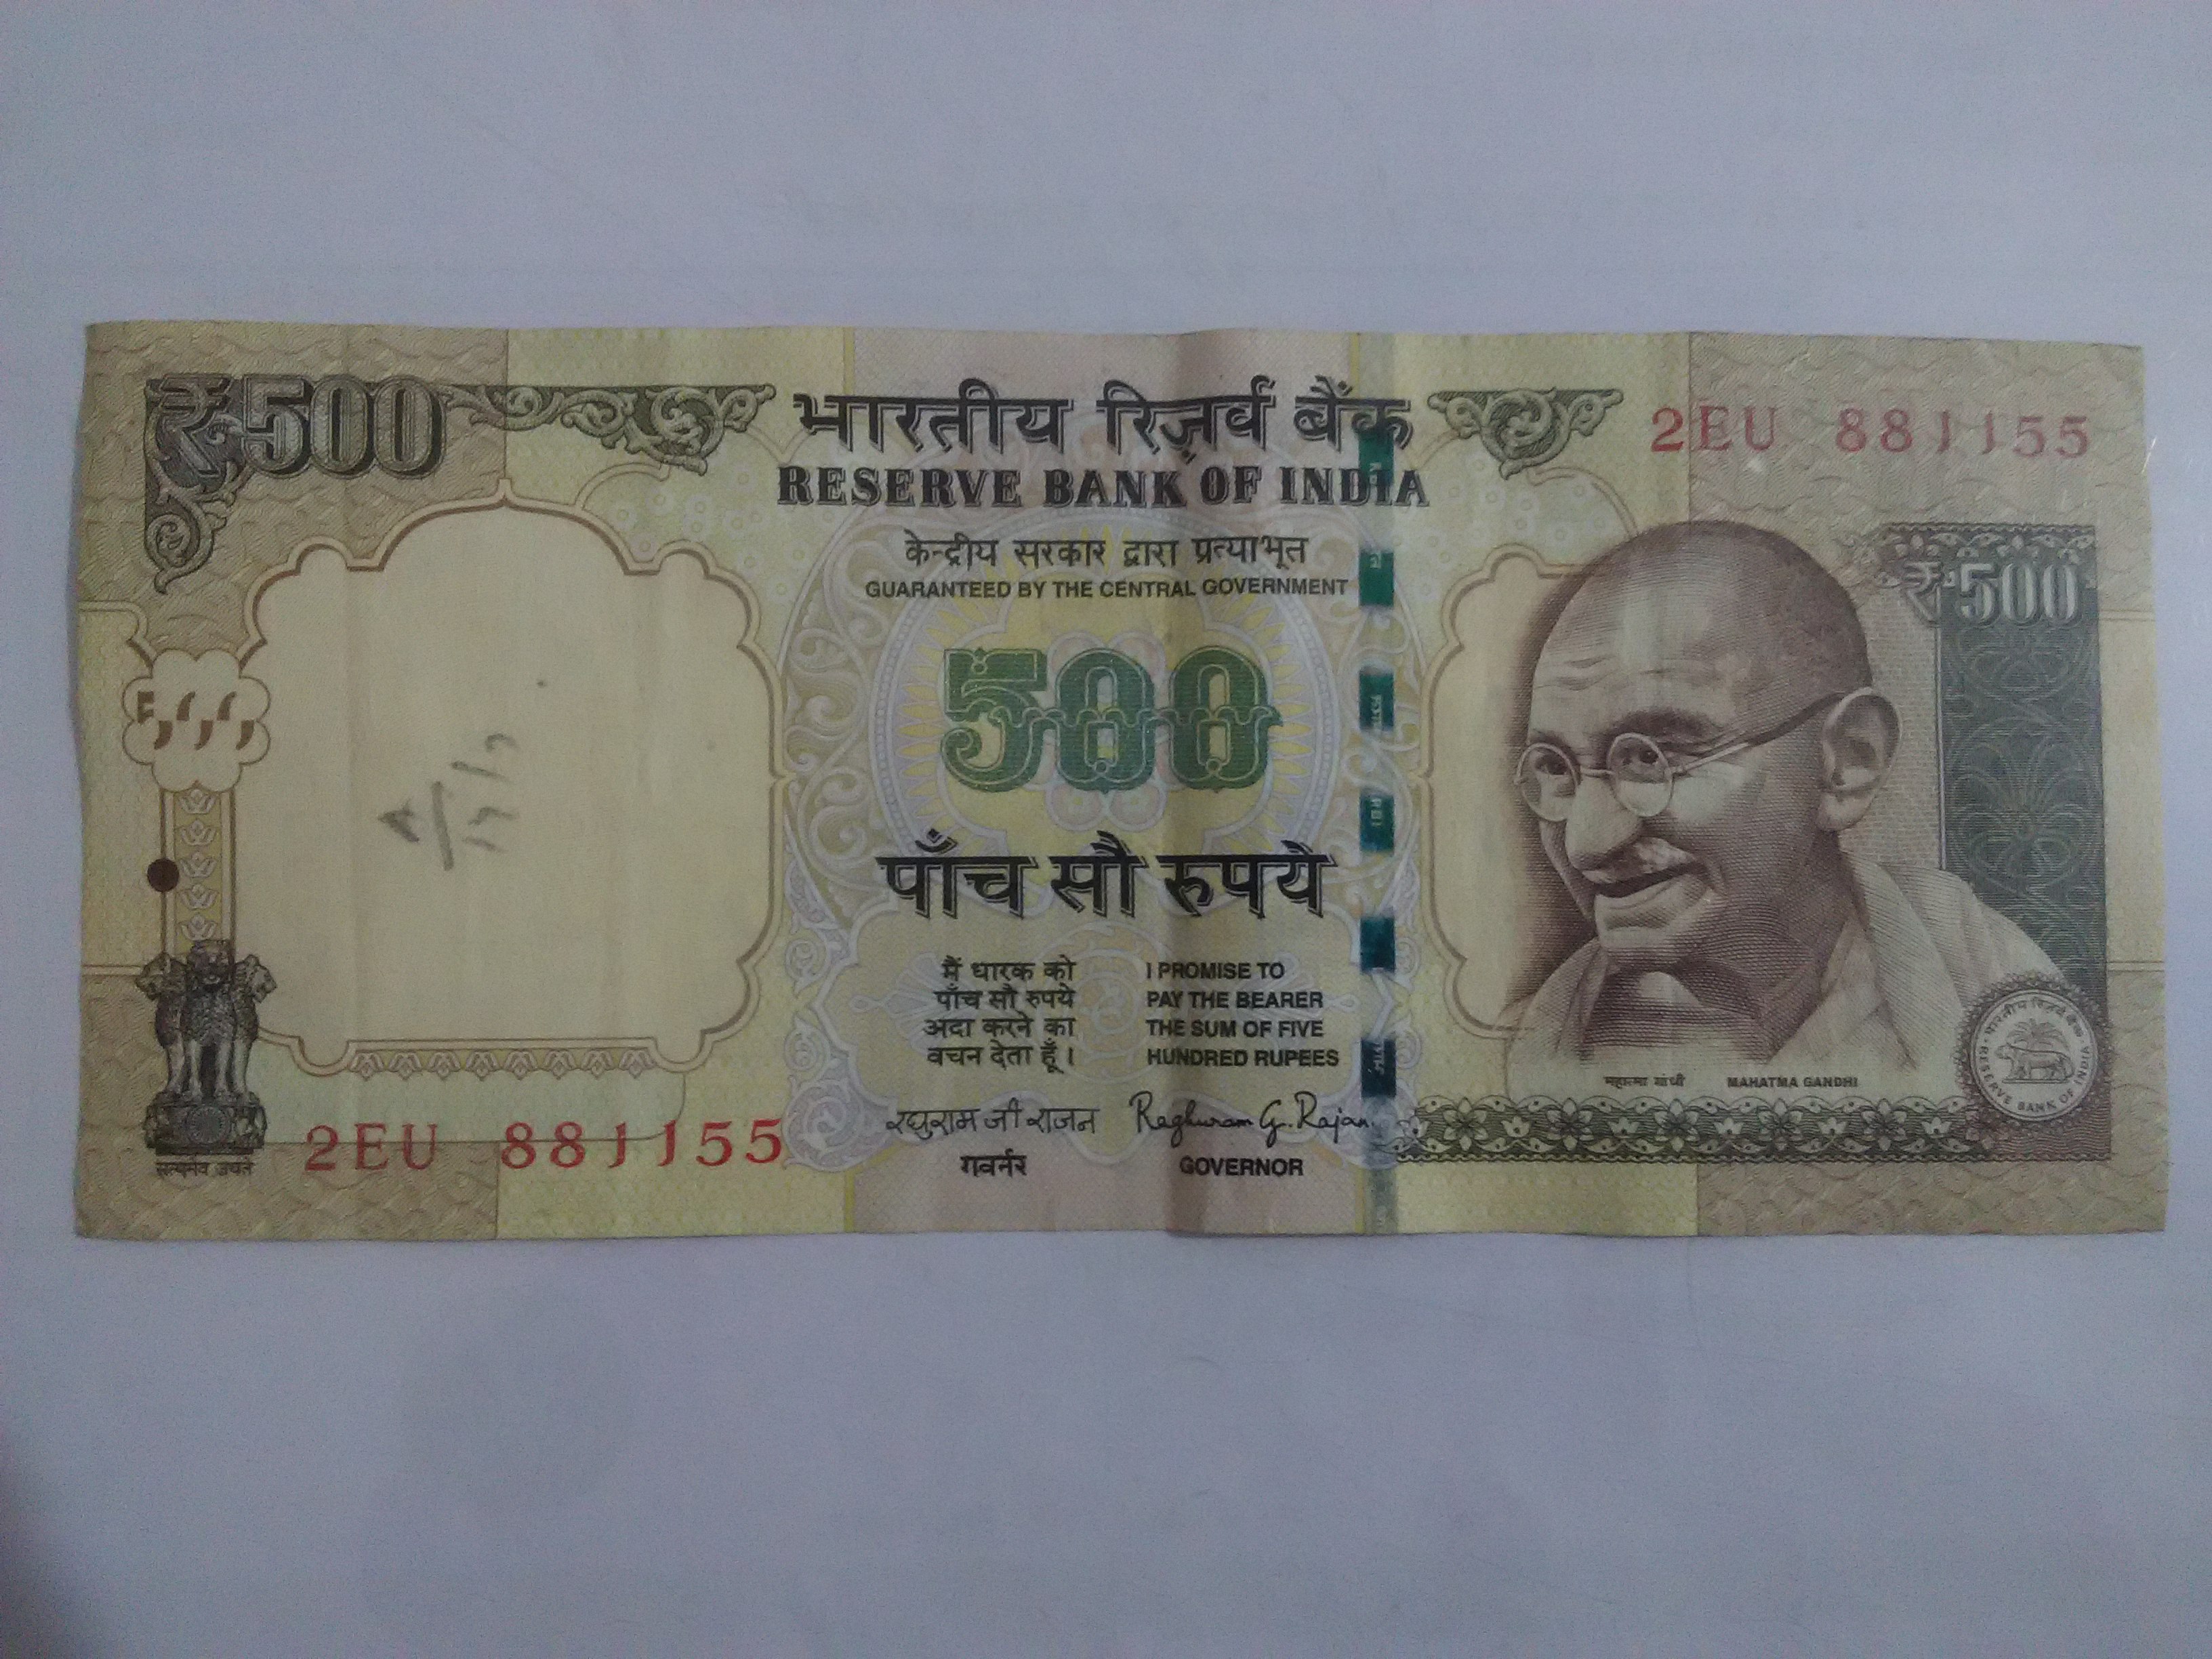 ₹500
भारतीय रिज़र्व बैंक
RESERVE BANK OF INDIA
2EU 881155
केन्द्रीय सरकार द्वारा प्रत्याभूत
GUARANTEED BY THE CENTRAL GOVERNMENT
₹500
500
पाँच सौ रुपये
मैं धारक को
पाँच सौ रुपये
अदा करने का
वचन देता हूँ।
I PROMISE TO
PAY THE BEARER
THE SUM OF FIVE
HUNDRED RUPEES
महात्मा गांधी MAHATMA GANDHI
भारतीय रिज़र्व बैंक
RESERVE BANK OF INDIA
सत्यमेव जयते
2EU 881155
रघुराम जी राजन Raghuram G. Rajan
गवर्नर GOVERNOR